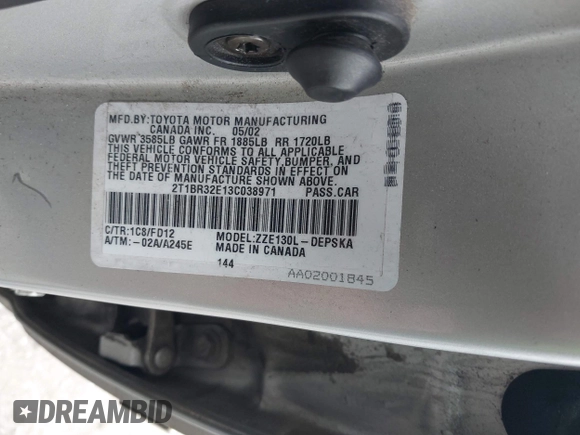 MFD.BY:TOYOTA MOTOR MANUFACTURING
CANADA INC. 05/02
GVWR 3585LB GAWR FR 1885LB RR 1720LB
THIS VEHICLE CONFORMS TO ALL APPLICABLE
FEDERAL MOTOR VEHICLE SAFETY,BUMPER, AND
THEFT PREVENTION STANDARDS IN EFFECT ON
THE DATE OF MANUFACTURE SHOWN ABOVE.
2T1BR32E13C038971 PASS.CAR
C/TR:1C8/FD12 MODEL:ZZE130L-DEPSKA
A/TM:-02A/A245E MADE IN CANADA
144
AA02001B45
DREAMBID